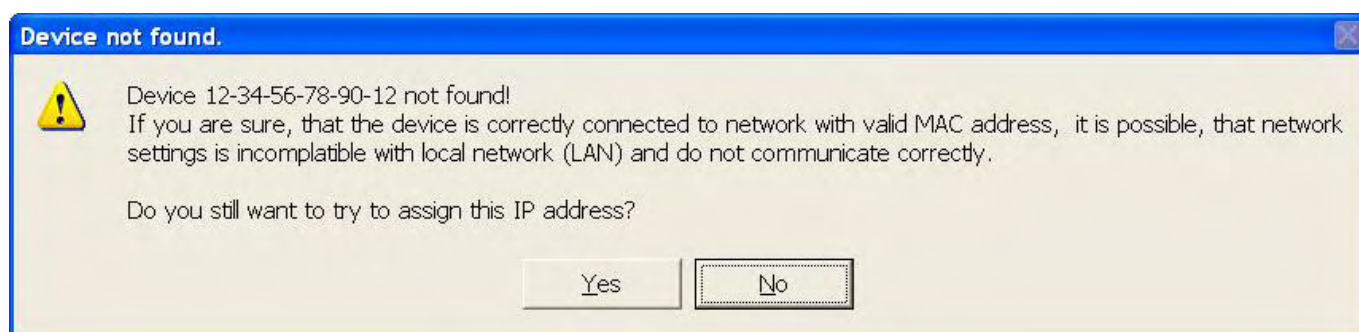 Device not found.
Device 12-34-56-78-90-12 not found!
If you are sure, that the device is correctly connected to network with valid MAC address, it is possible, that network
settings is incomplatible with local network (LAN) and do not communicate correctly.
Do you still want to try to assign this IP address?
Yes No